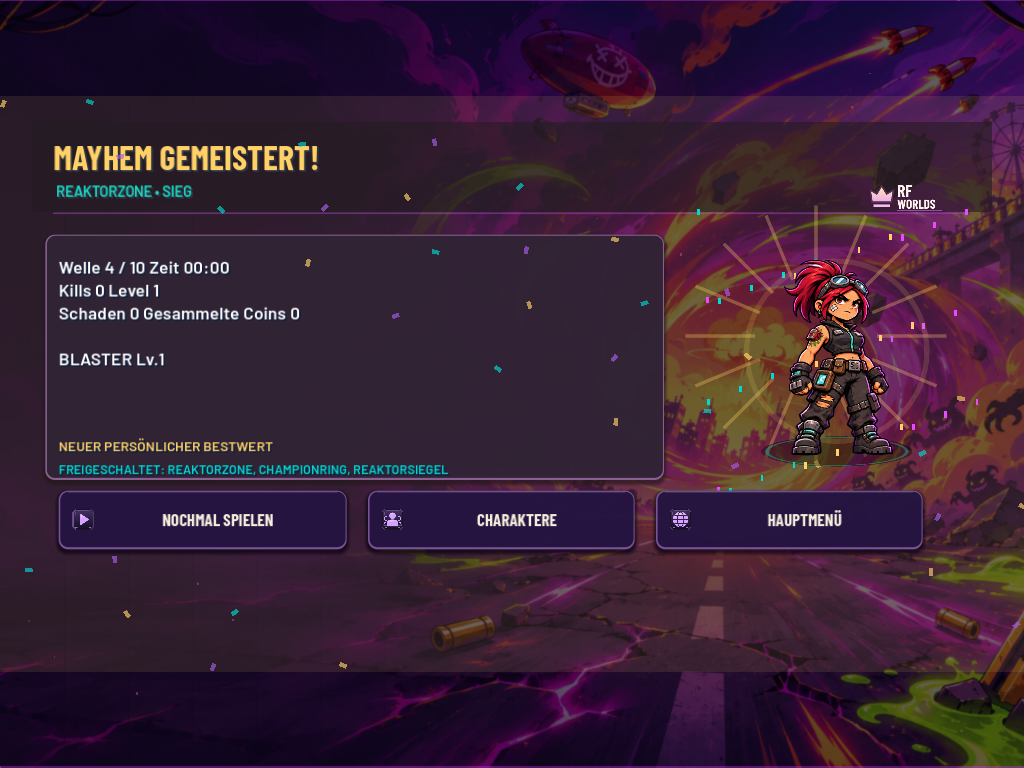 MAYHEM GEMEISTERT!
REAKTORZONE • SIEG
RF
WORLDS
Welle 4 / 10 Zeit 00:00
Kills 0 Level 1
Schaden 0 Gesammelte Coins 0
BLASTER Lv.1
NEUER PERSÖNLICHER BESTWERT
FREIGESCHALTET: REAKTORZONE, CHAMPIONRING, REAKTORSIEGEL
NOCHMAL SPIELEN
CHARAKTERE
HAUPTMENÜ